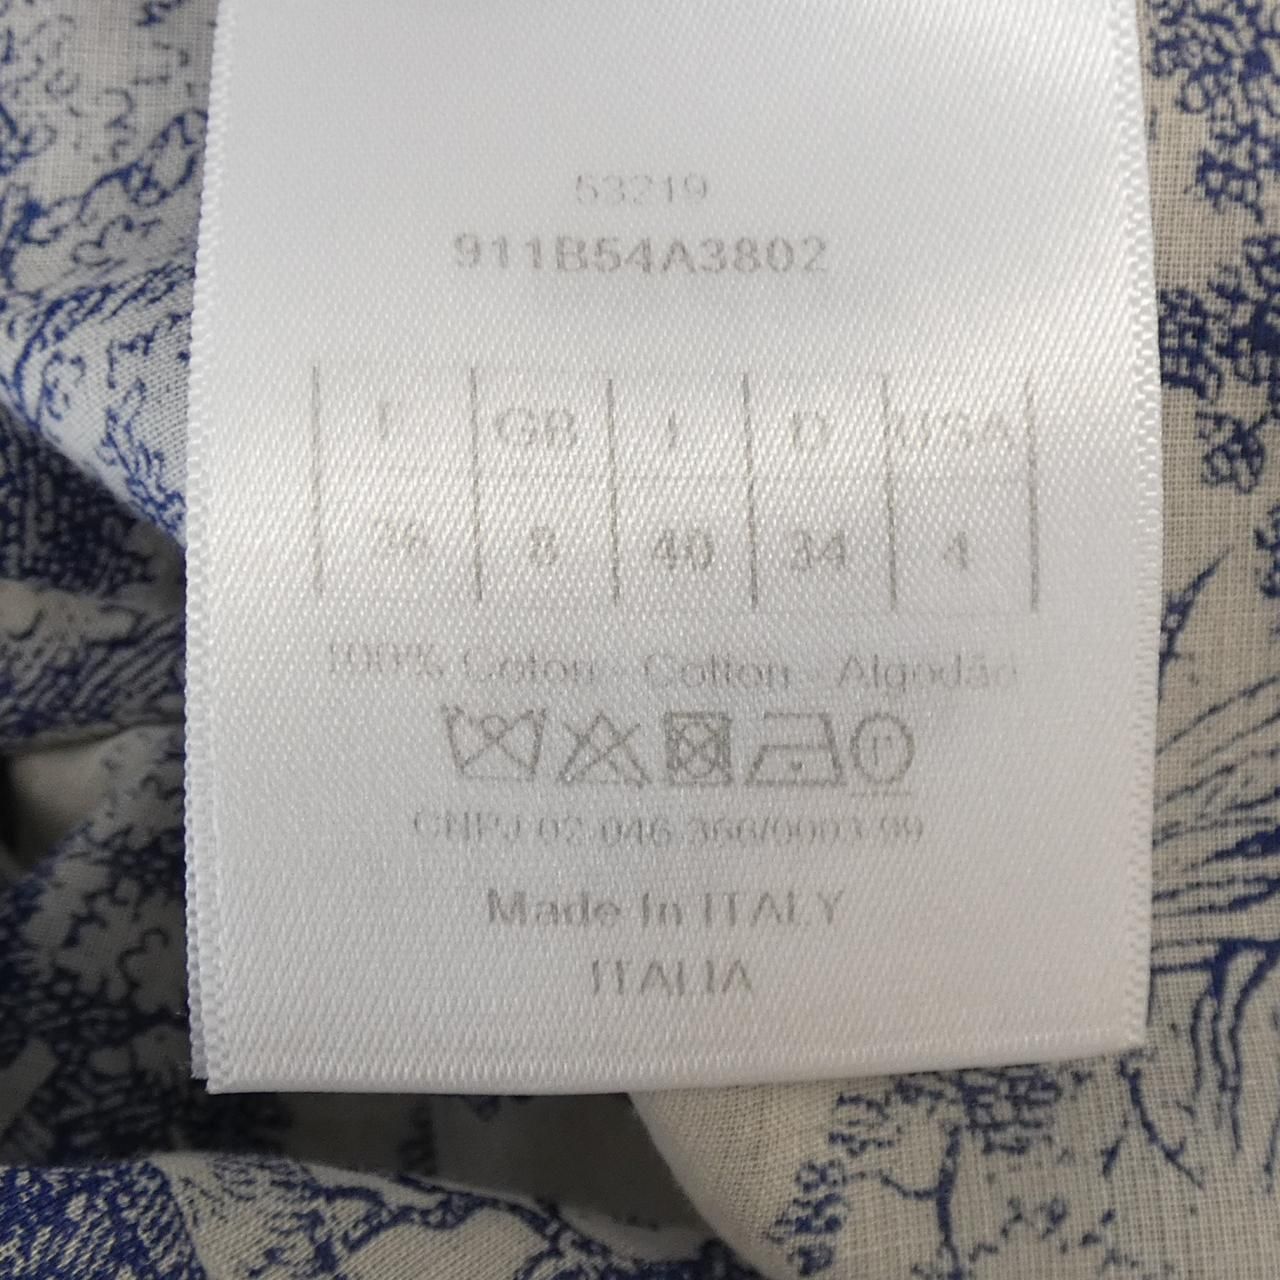 53219
911B54A3802
F GB I D USA
36 8 40 34 4
100% Coton - Cotton - Algodão
P
CNPJ 02.046.366/0003-99
Made in ITALY
ITALIA